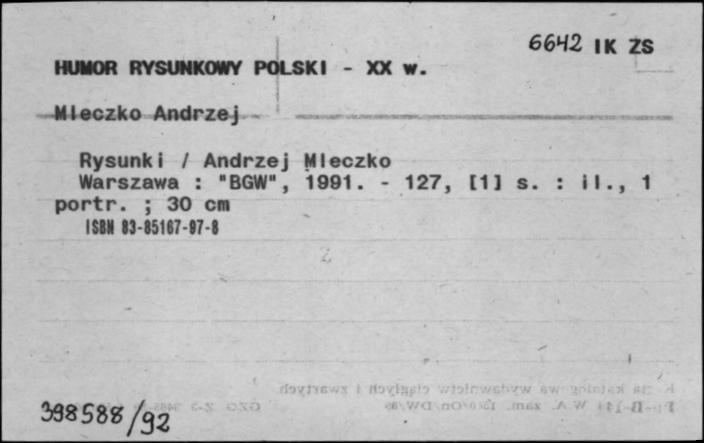 6642 IK ZS
HUMOR RYSUNKOWY POLSKI - XX w.
Mleczko Andrzej
Rysunki / Andrzej Mleczko
Warszawa : "BGW", 1991. - 127, [1] s. : il., 1
portr. ; 30 cm
ISBN 83-85167-97-8
398588/92